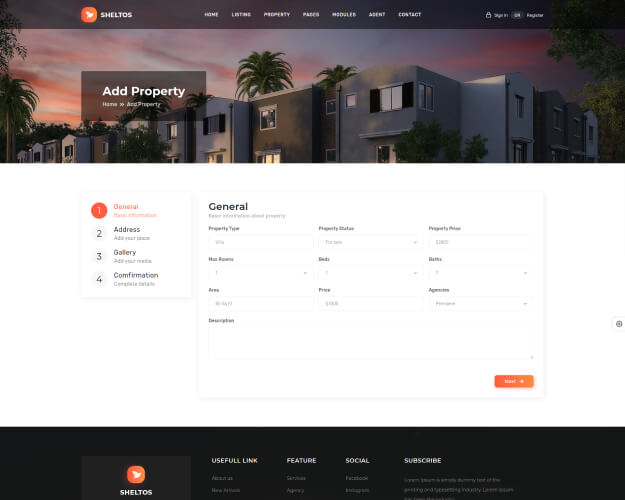 SHELTOS
HOME LISTING PROPERTY PAGES MODULES AGENT CONTACT
Sign in OR Register
Add Property
Home » Add Property
1 General
Basic information
2 Address
Add your place
3 Gallery
Add your media
4 Comfirmation
Complete details
General
Basic information about property
Property Type Property Status Property Price
Villa For sale $2800
Max Rooms Beds Baths
1 1 1
Area Price Agencies
85 Sq Ft $3000 Premiere
Description
Next →
SHELTOS
USEFULL LINK FEATURE SOCIAL SUBSCRIBE
About us Services Facebook Lorem Ipsum is simply dummy text of the
New Arrivals Agency Instagram printing and typesetting industry. Lorem Ipsum